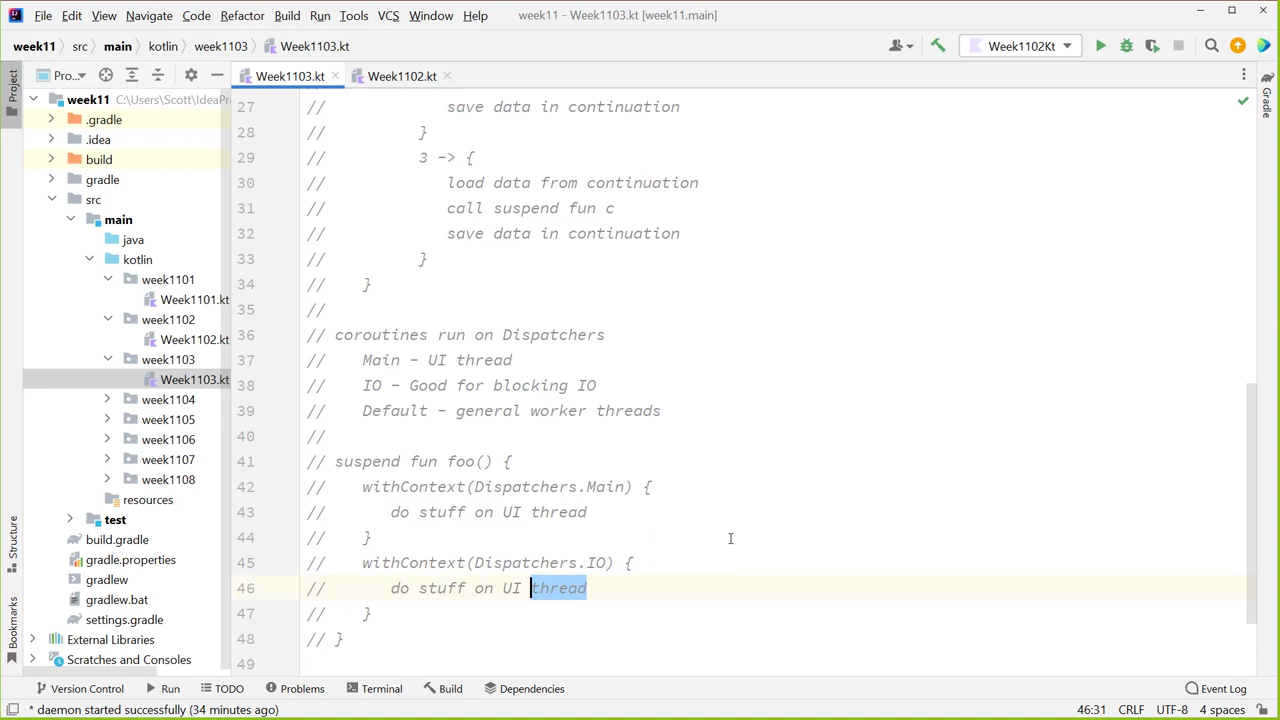 File Edit View Navigate Code Refactor Build Run Tools VCS Window Help week11 - Week1103.kt [week11.main]
week11 src main kotlin week1103 Week1103.kt Week1102Kt
Project Pro... Week1103.kt Week1102.kt Gradle
week11 C:\Users\Scott\IdeaPr
.gradle
.idea
build
gradle
src
main
java
kotlin
week1101
Week1101.kt
week1102
Week1102.kt
week1103
Week1103.kt
week1104
week1105
week1106
week1107
week1108
resources
test
build.gradle
gradle.properties
gradlew
gradlew.bat
settings.gradle
External Libraries
Scratches and Consoles
Structure
Bookmarks
27 // save data in continuation
28 // }
29 // 3 -> {
30 // load data from continuation
31 // call suspend fun c
32 // save data in continuation
33 // }
34 // }
35 //
36 // coroutines run on Dispatchers
37 // Main - UI thread
38 // IO - Good for blocking IO
39 // Default - general worker threads
40 //
41 // suspend fun foo() {
42 // withContext(Dispatchers.Main) {
43 // do stuff on UI thread
44 // }
45 // withContext(Dispatchers.IO) {
46 // do stuff on UI thread
47 // }
48 // }
49
Version Control Run TODO Problems Terminal Build Dependencies Event Log
* daemon started successfully (34 minutes ago) 46:31 CRLF UTF-8 4 spaces